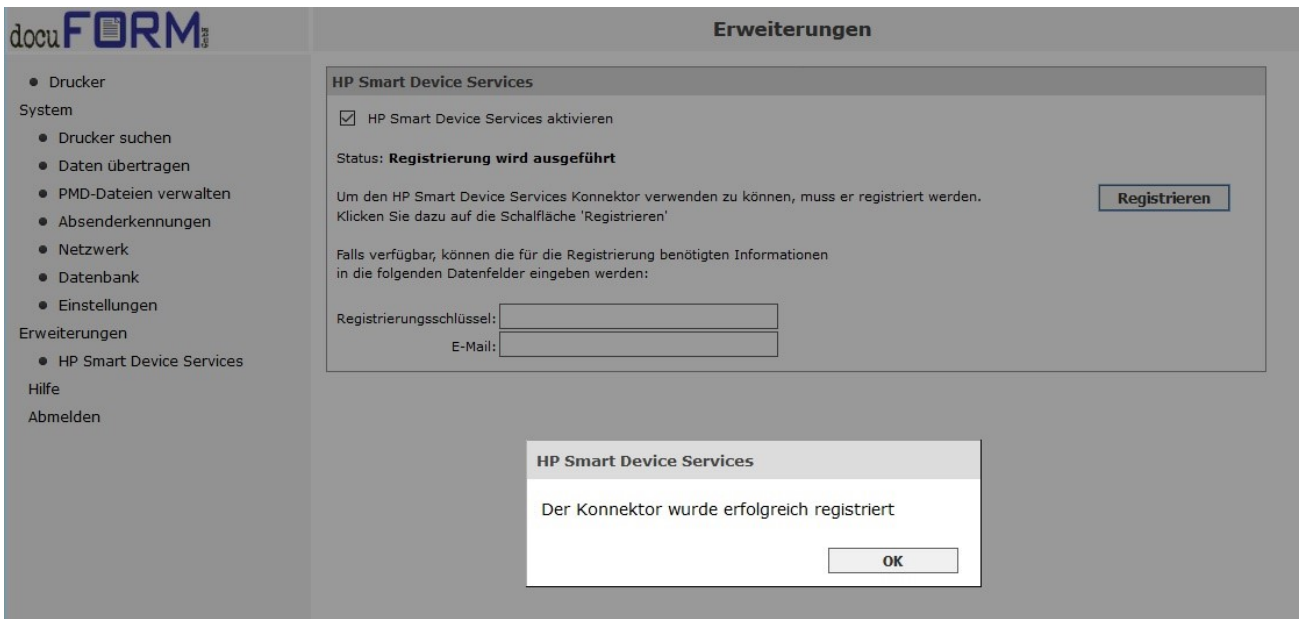 docuFORM
Erweiterungen
Drucker
System
Drucker suchen
Daten übertragen
PMD-Dateien verwalten
Absenderkennungen
Netzwerk
Datenbank
Einstellungen
Erweiterungen
HP Smart Device Services
Hilfe
Abmelden
HP Smart Device Services
HP Smart Device Services aktivieren
Status: Registrierung wird ausgeführt
Um den HP Smart Device Services Konnektor verwenden zu können, muss er registriert werden.
Klicken Sie dazu auf die Schalfläche 'Registrieren'
Registrieren
Falls verfügbar, können die für die Registrierung benötigten Informationen
in die folgenden Datenfelder eingeben werden:
Registrierungsschlüssel:
E-Mail:
HP Smart Device Services
Der Konnektor wurde erfolgreich registriert
OK